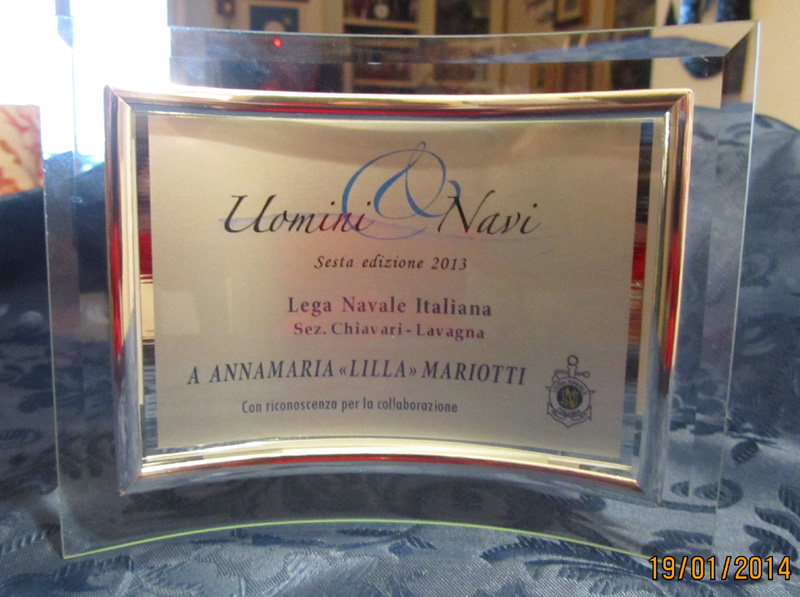 Uomini & Navi
Sesta edizione 2013
Lega Navale Italiana
Sez. Chiavari - Lavagna
A ANNAMARIA «LILLA» MARIOTTI
Con riconoscenza per la collaborazione
19/01/2014